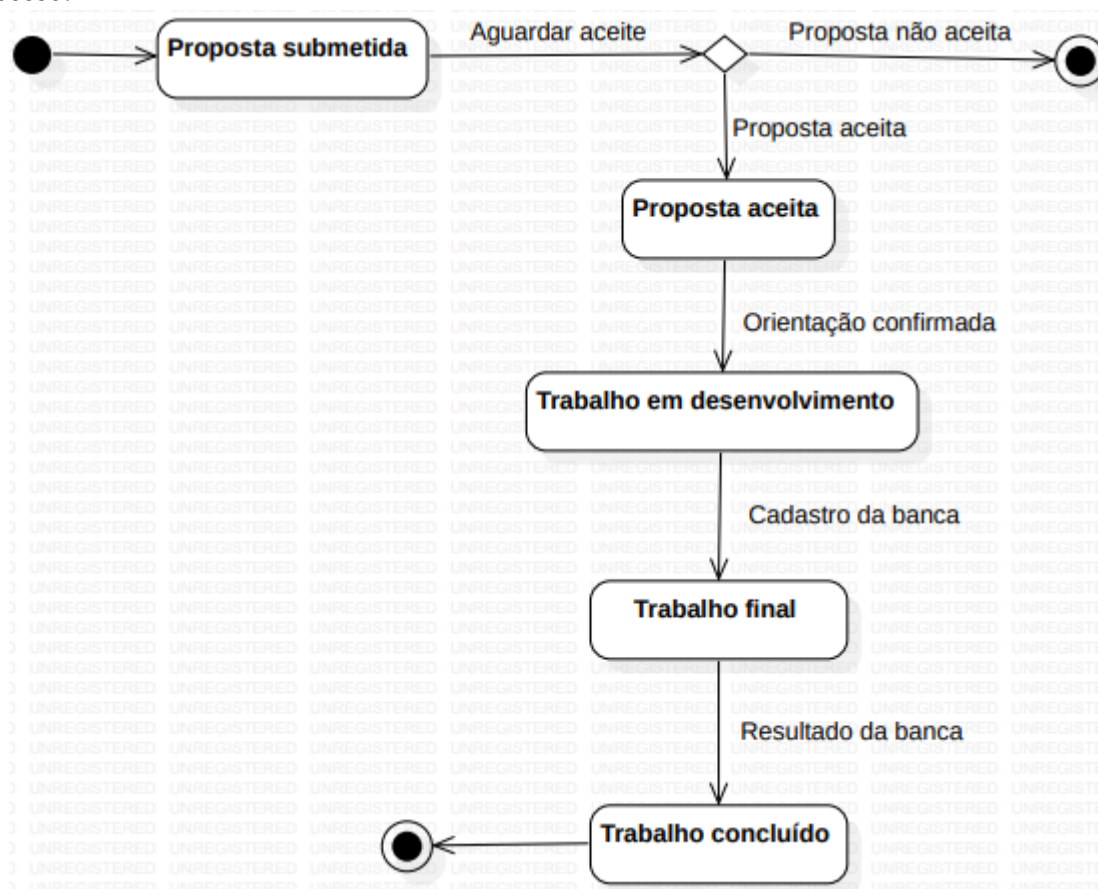 Proposta submetida
Aguardar aceite
Proposta não aceita
Proposta aceita
Proposta aceita
Orientação confirmada
Trabalho em desenvolvimento
Cadastro da banca
Trabalho final
Resultado da banca
Trabalho concluído